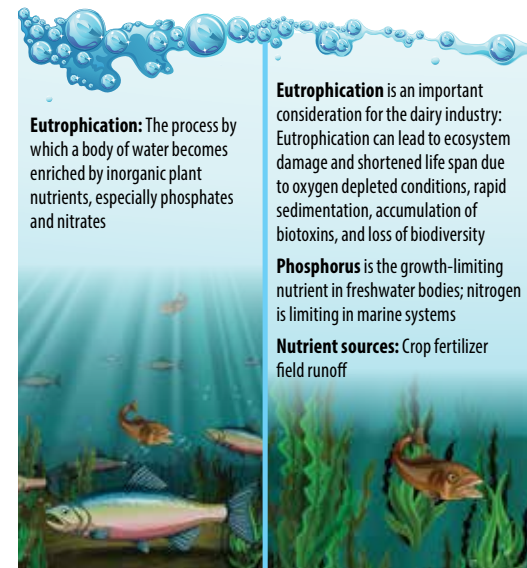 Eutrophication: The process by
which a body of water becomes
enriched by inorganic plant
nutrients, especially phosphates
and nitrates
Eutrophication is an important
consideration for the dairy industry:
Eutrophication can lead to ecosystem
damage and shortened life span due
to oxygen depleted conditions, rapid
sedimentation, accumulation of
biotoxins, and loss of biodiversity
Phosphorus is the growth-limiting
nutrient in freshwater bodies; nitrogen
is limiting in marine systems
Nutrient sources: Crop fertilizer
field runoff